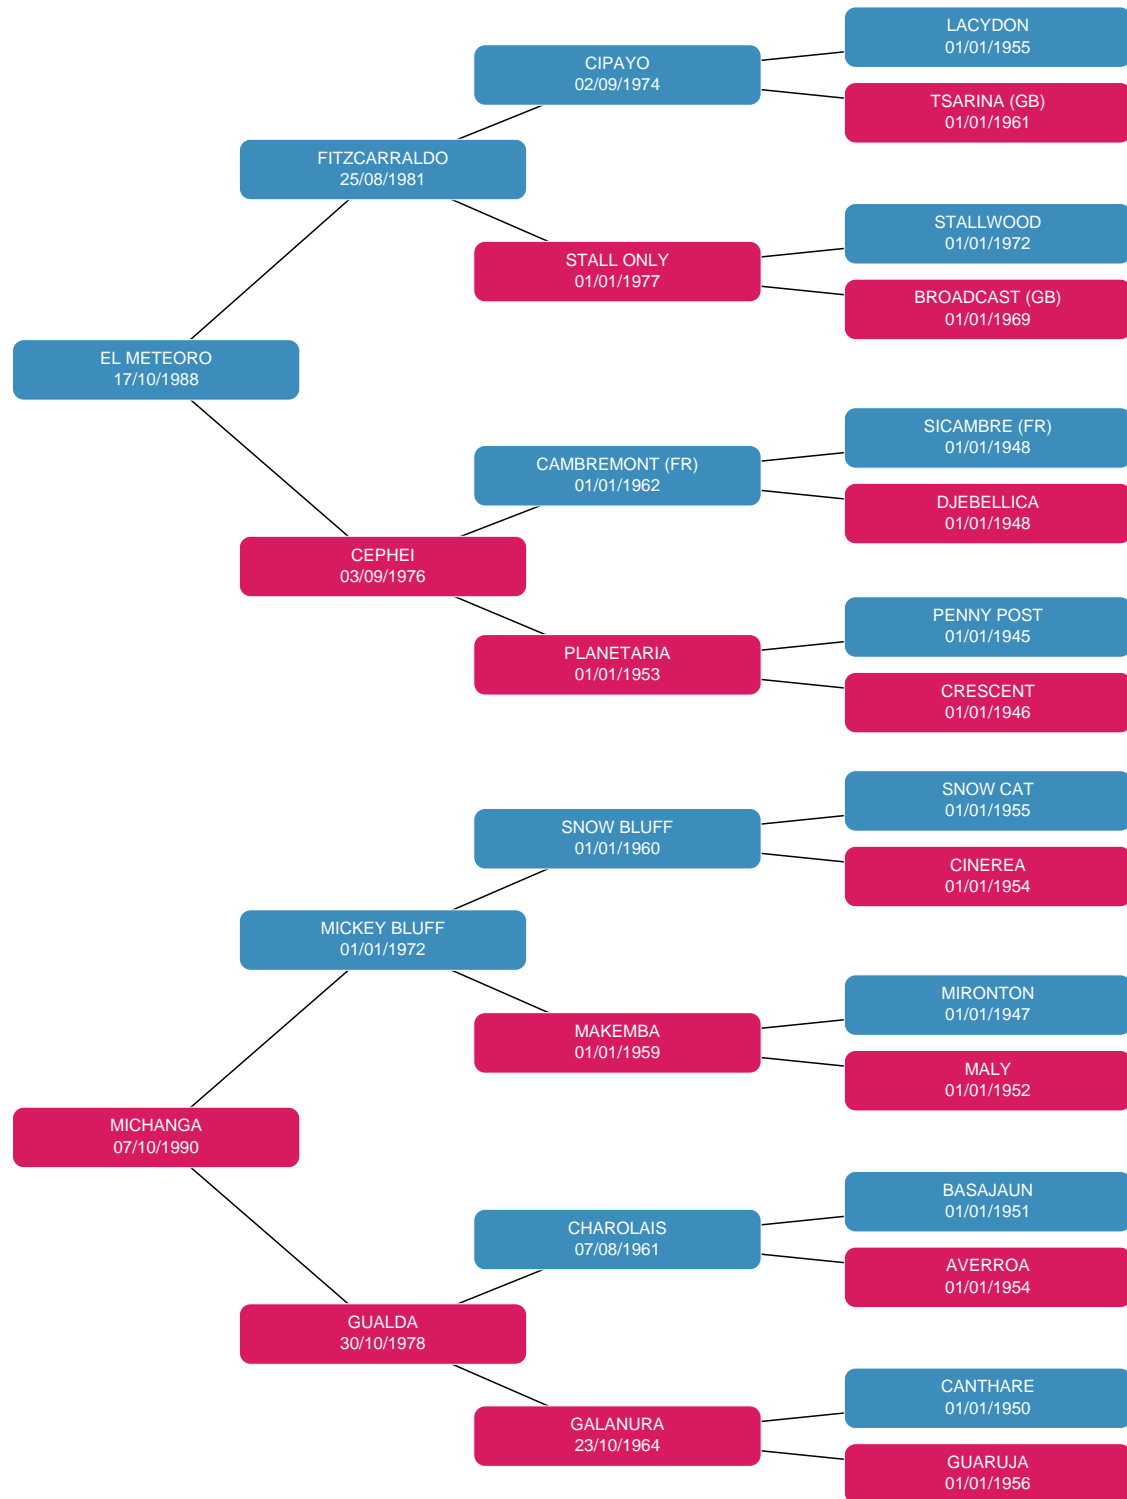 LACYDON
01/01/1955
CIPAYO
02/09/1974
TSARINA (GB)
01/01/1961
FITZCARRALDO
25/08/1981
STALLWOOD
01/01/1972
STALL ONLY
01/01/1977
BROADCAST (GB)
01/01/1969
EL METEORO
17/10/1988
SICAMBRE (FR)
01/01/1948
CAMBREMONT (FR)
01/01/1962
DJEBELLICA
01/01/1948
CEPHEI
03/09/1976
PENNY POST
01/01/1945
PLANETARIA
01/01/1953
CRESCENT
01/01/1946
SNOW CAT
01/01/1955
SNOW BLUFF
01/01/1960
CINEREA
01/01/1954
MICKEY BLUFF
01/01/1972
MIRONTON
01/01/1947
MAKEMBA
01/01/1959
MALY
01/01/1952
MICHANGA
07/10/1990
BASAJAUN
01/01/1951
CHAROLAIS
07/08/1961
AVERROA
01/01/1954
GUALDA
30/10/1978
CANTHARE
01/01/1950
GALANURA
23/10/1964
GUARUJA
01/01/1956